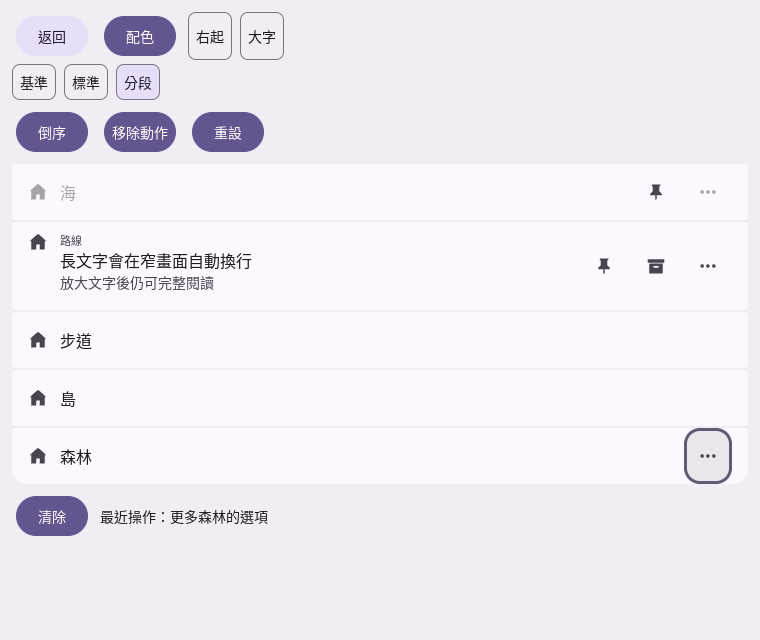 返回 配色 右起 大字
基準 標準 分段
倒序 移除動作 重設
海
路線
長文字會在窄畫面自動換行
放大文字後仍可完整閱讀
步道
島
森林
清除 最近操作：更多森林的選項